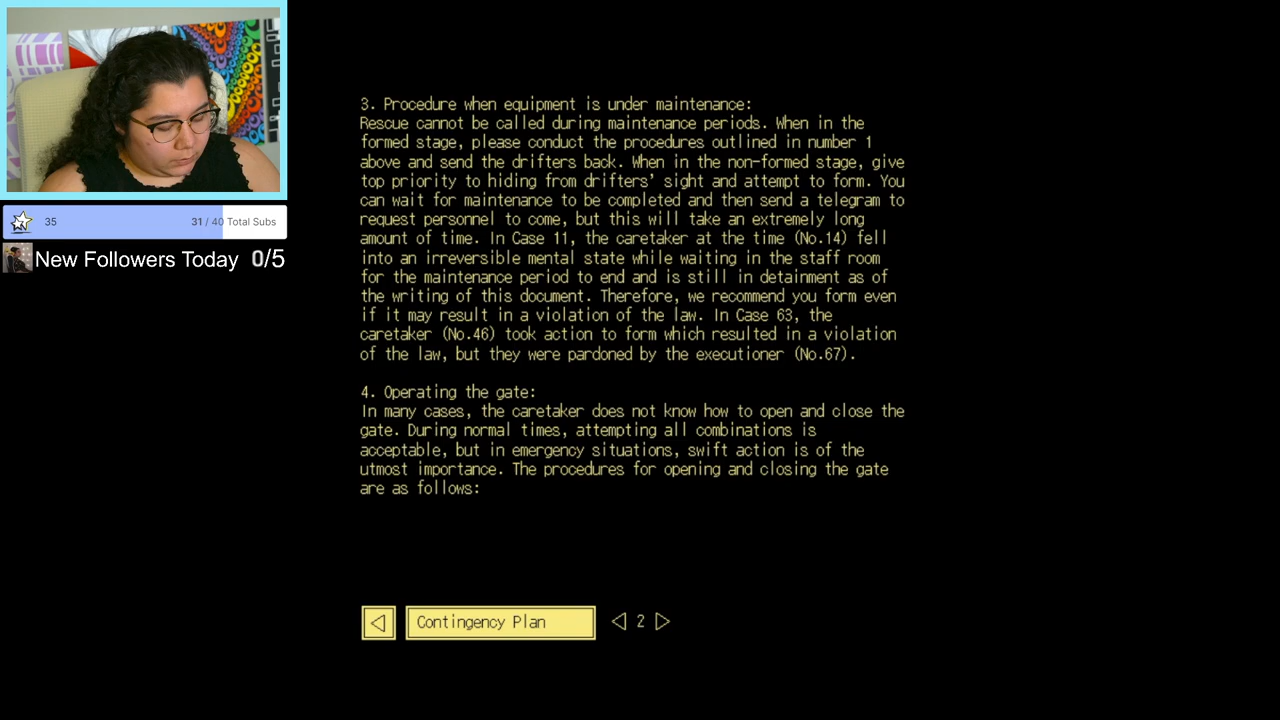 35
31 / 40 Total Subs
New Followers Today 0/5
3. Procedure when equipment is under maintenance:
Rescue cannot be called during maintenance periods. When in the
formed stage, please conduct the procedures outlined in number 1
above and send the drifters back. When in the non-formed stage, give
top priority to hiding from drifters' sight and attempt to form. You
can wait for maintenance to be completed and then send a telegram to
request personnel to come, but this will take an extremely long
amount of time. In Case 11, the caretaker at the time (No.14) fell
into an irreversible mental state while waiting in the staff room
for the maintenance period to end and is still in detainment as of
the writing of this document. Therefore, we recommend you form even
if it may result in a violation of the law. In Case 63, the
caretaker (No.46) took action to form which resulted in a violation
of the law, but they were pardoned by the executioner (No.67).
4. Operating the gate:
In many cases, the caretaker does not know how to open and close the
gate. During normal times, attempting all combinations is
acceptable, but in emergency situations, swift action is of the
utmost importance. The procedures for opening and closing the gate
are as follows:
Contingency Plan
2